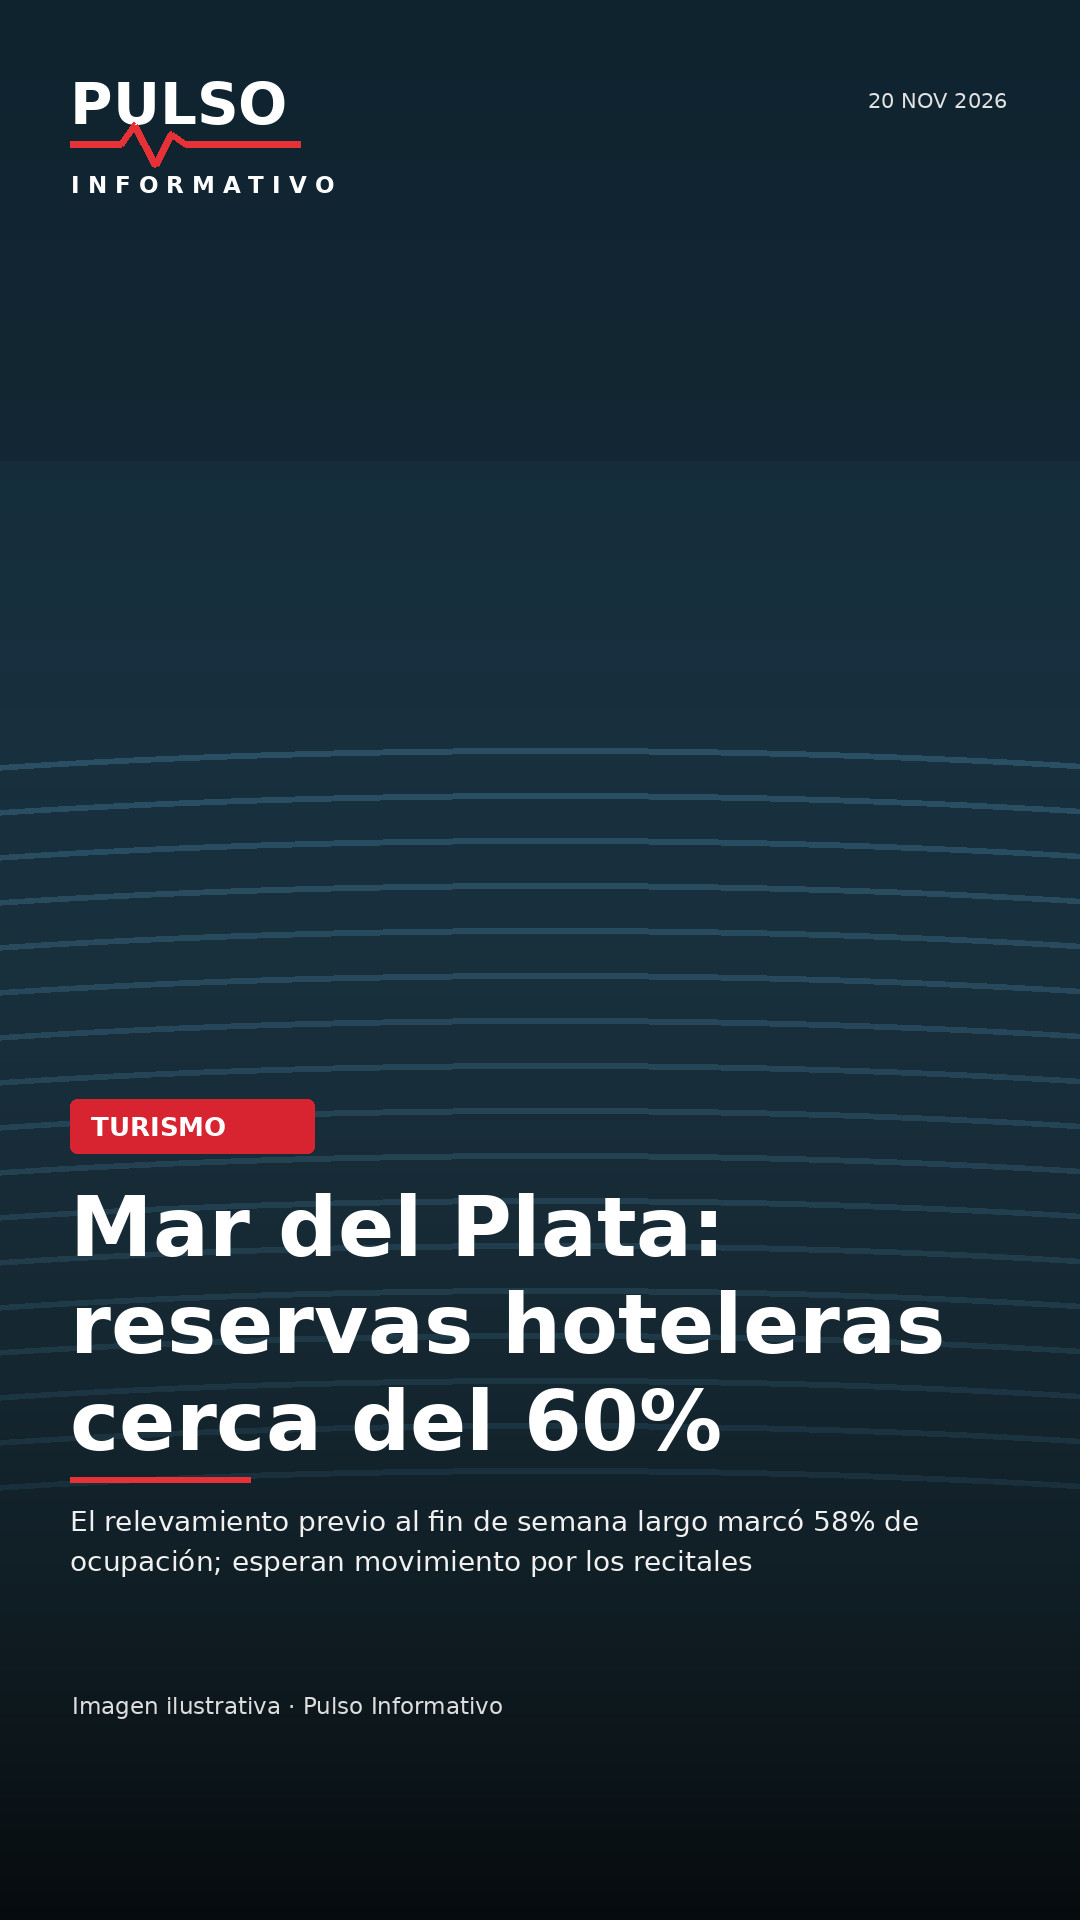 PULSO
INFORMATIVO
20 NOV 2026
TURISMO
Mar del Plata:
reservas hoteleras
cerca del 60%
El relevamiento previo al fin de semana largo marcó 58% de
ocupación; esperan movimiento por los recitales
Imagen ilustrativa · Pulso Informativo